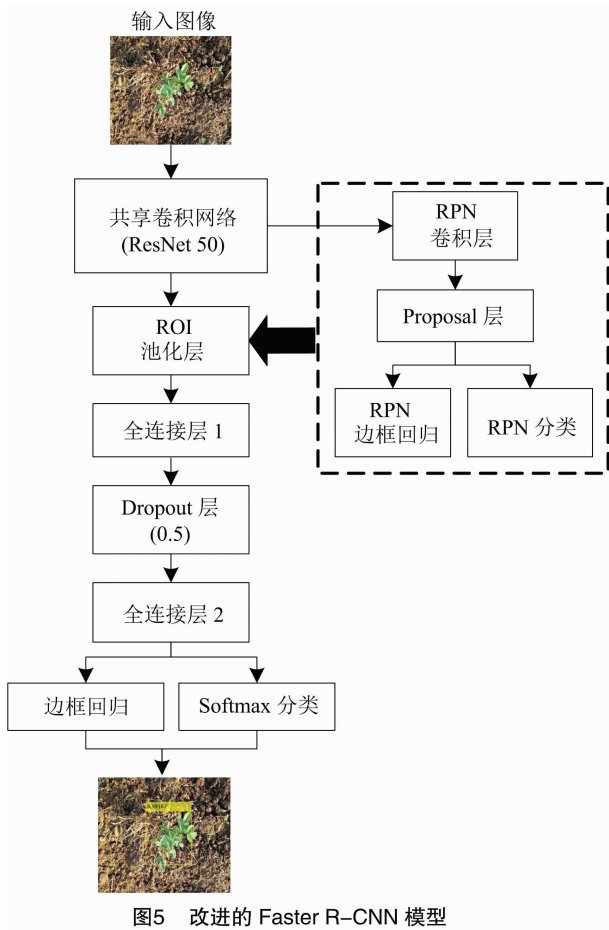 输入图像
共享卷积网络
(ResNet 50)
RPN
卷积层
Proposal 层
RPN
边框回归
RPN 分类
ROI
池化层
全连接层 1
Dropout 层
(0.5)
全连接层 2
边框回归
Softmax 分类
图5 改进的 Faster R-CNN 模型